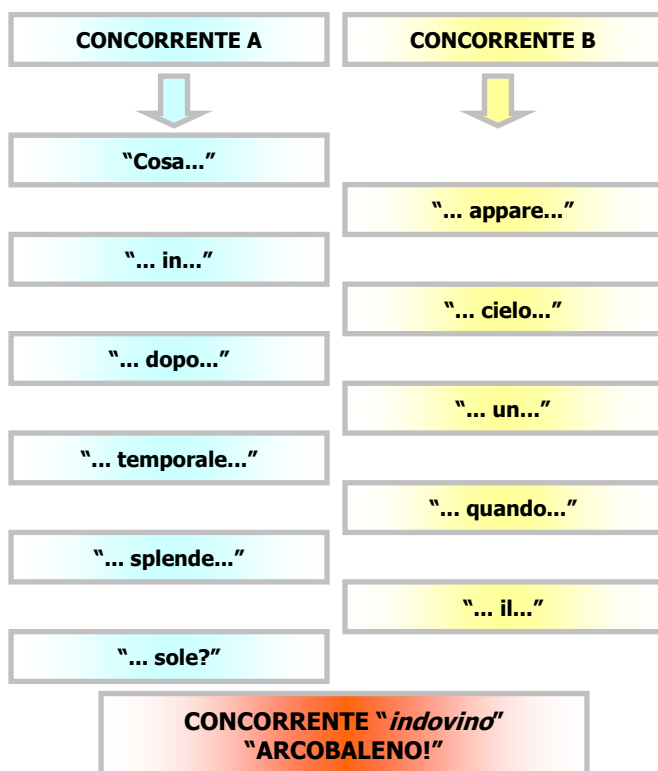 CONCORRENTE A
CONCORRENTE B
“Cosa...”
“... appare...”
“... in...”
“... cielo...”
“... dopo...”
“... un...”
“... temporale...”
“... quando...”
“... splende...”
“... il...”
“... sole?”
CONCORRENTE “indovino”
“ARCOBALENO!”